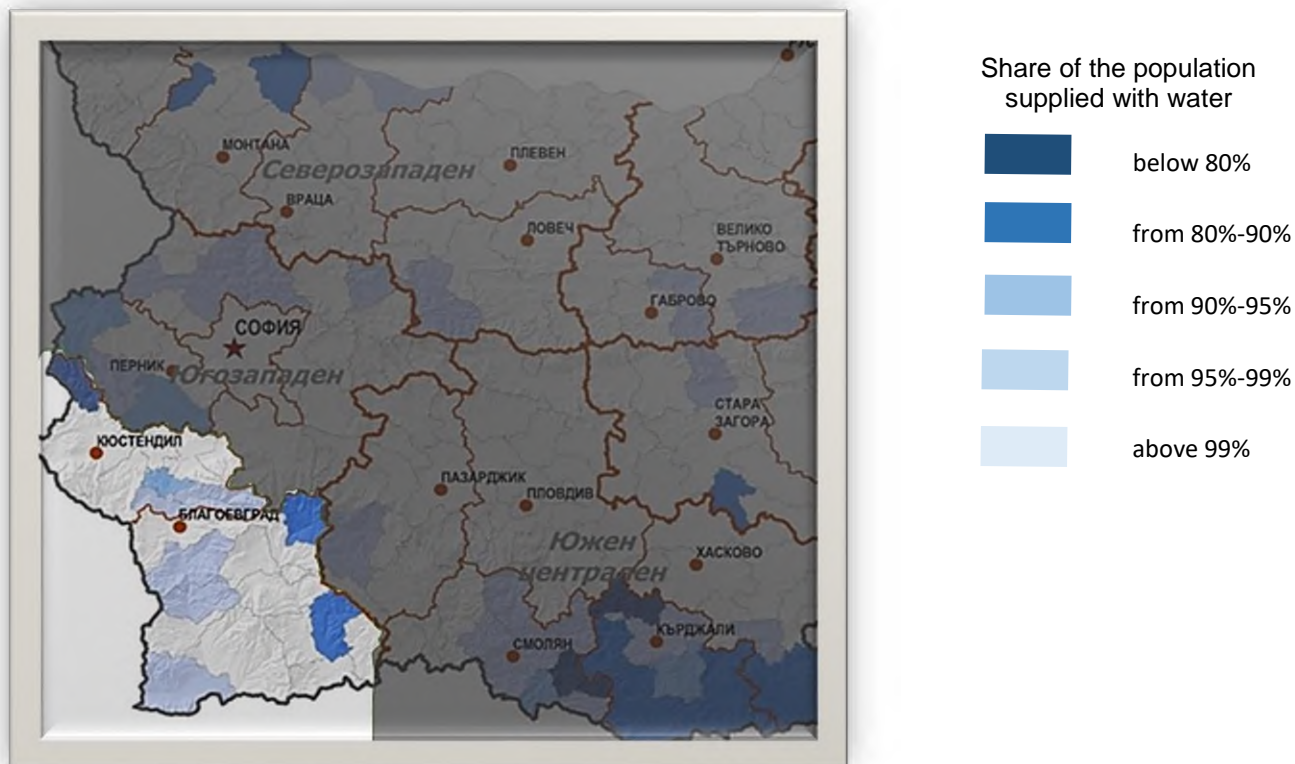 РУС
МОНТАНА
ПЛЕВЕН
Северозападен
ВРАЦА
ЛОВЕЧ
ВЕЛИКО
ТЪРНОВО
ГАБРОВО
СОФИЯ
ПЕРНИК
Югозападен
СТАРА
ЗАГОРА
КЮСТЕНДИЛ
ПАЗАРДЖИК
ПЛОВДИВ
БЛАГОЕВГРАД
Южен
централен
ХАСКОВО
КЪРДЖАЛИ
СМОЛЯН
Share of the population
supplied with water
below 80%
from 80%-90%
from 90%-95%
from 95%-99%
above 99%